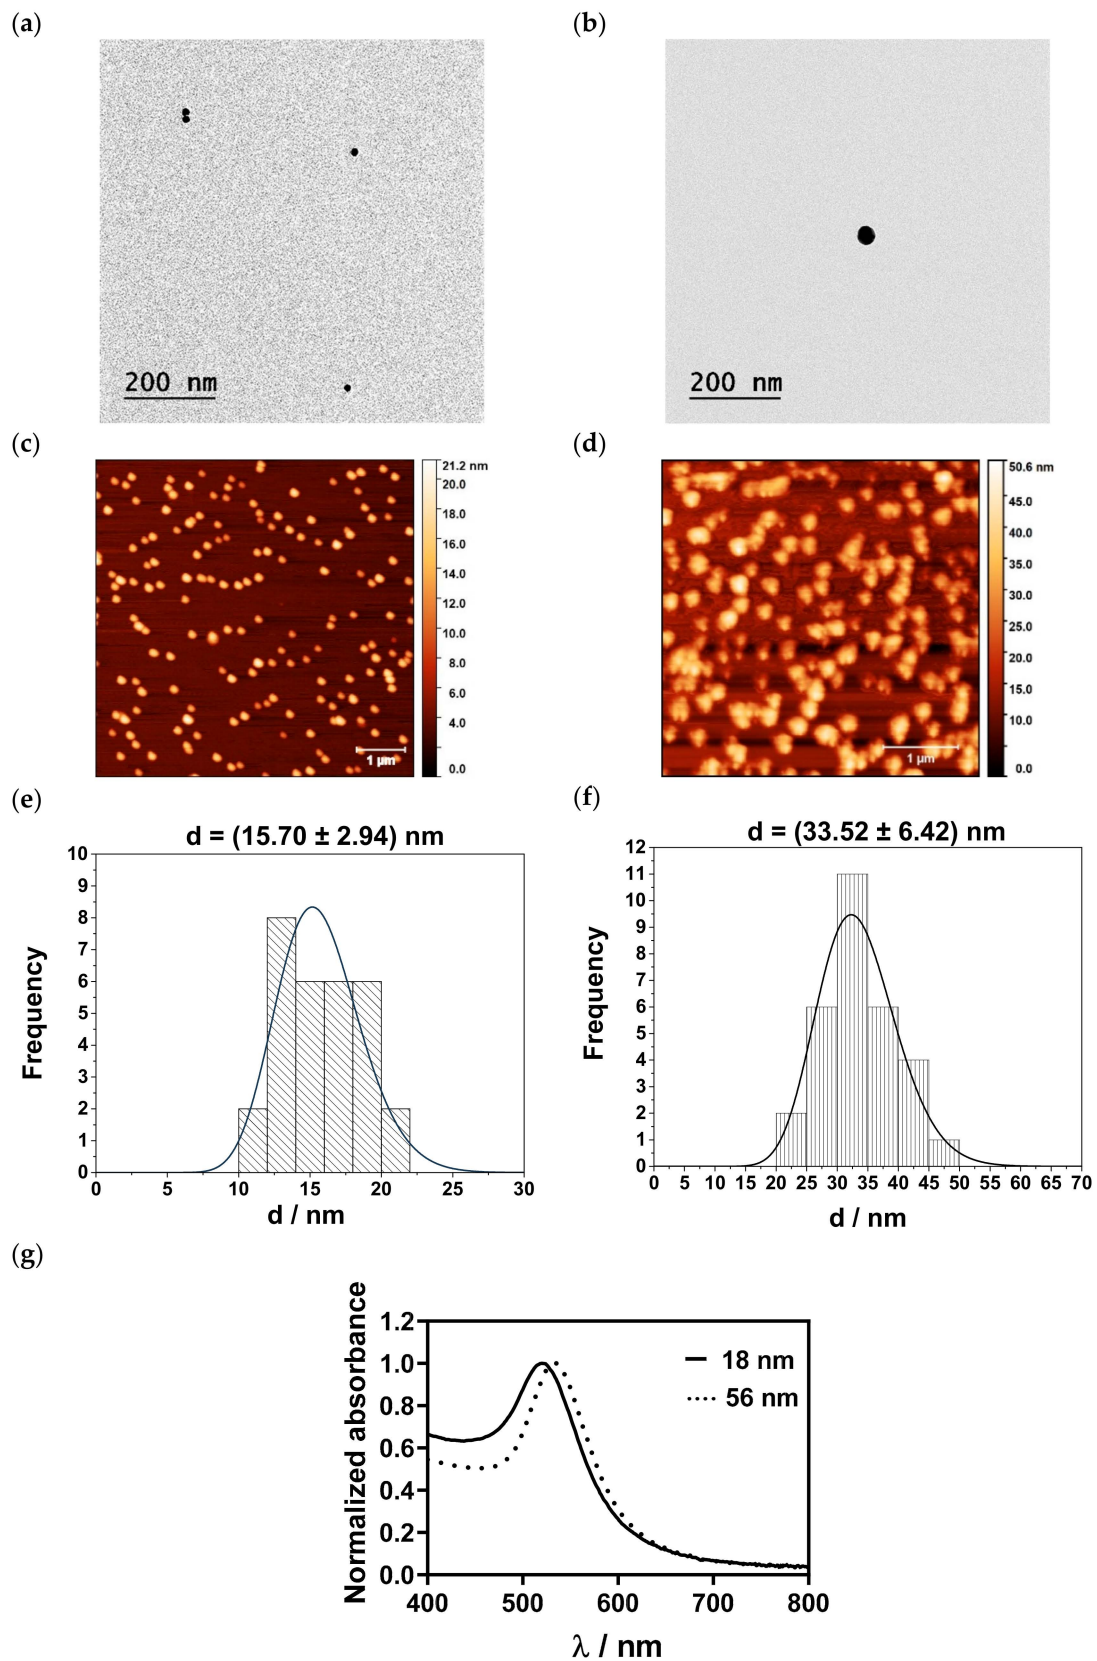 (a)
(b)
200 nm
200 nm
(c)
(d)
21.2 nm
20.0
18.0
16.0
14.0
12.0
10.0
8.0
6.0
4.0
0.0
1 µm
50.6 nm
45.0
40.0
35.0
30.0
25.0
20.0
15.0
10.0
0.0
1 µm
(e)
(f)
d = (15.70 ± 2.94) nm
10
9
8
7
6
5
4
3
2
1
0
Frequency
0 5 10 15 20 25 30
d / nm
d = (33.52 ± 6.42) nm
12
11
10
9
8
7
6
5
4
3
2
1
0
Frequency
0 5 10 15 20 25 30 35 40 45 50 55 60 65 70
d / nm
(g)
Normalized absorbance
1.2
1.0
0.8
0.6
0.4
0.2
0.0
18 nm
56 nm
400 500 600 700 800
λ / nm